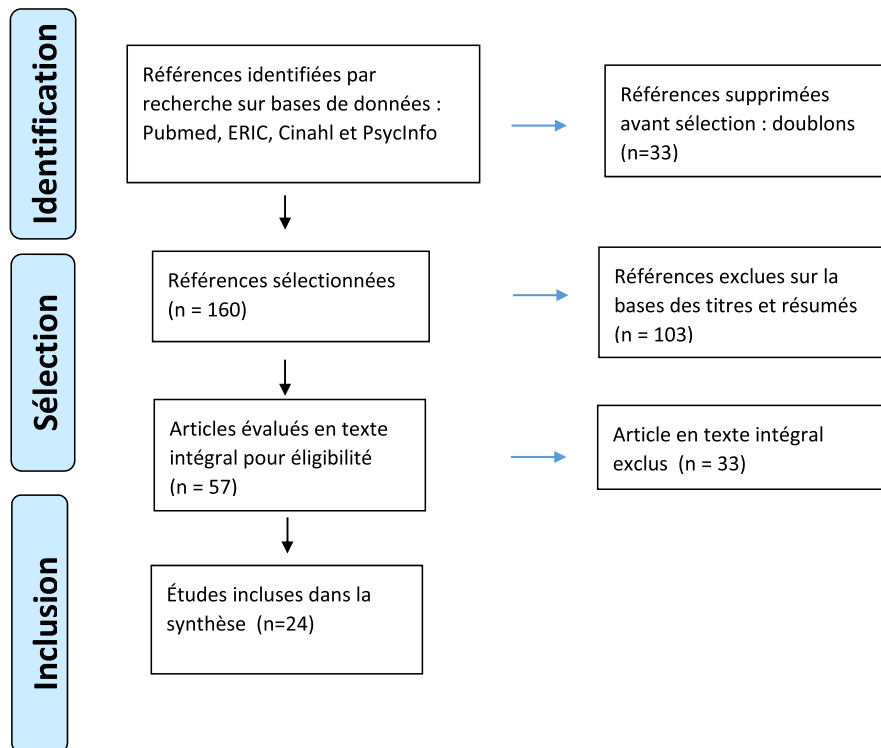 Identification
Références identifiées par
recherche sur bases de données :
Pubmed, ERIC, Cinahl et PsycInfo
Références supprimées
avant sélection : doublons
(n=33)
Sélection
Références sélectionnées
(n = 160)
Références exclues sur la
bases des titres et résumés
(n = 103)
Articles évalués en texte
intégral pour éligibilité
(n = 57)
Article en texte intégral
exclus (n = 33)
Inclusion
Études incluses dans la
synthèse (n=24)